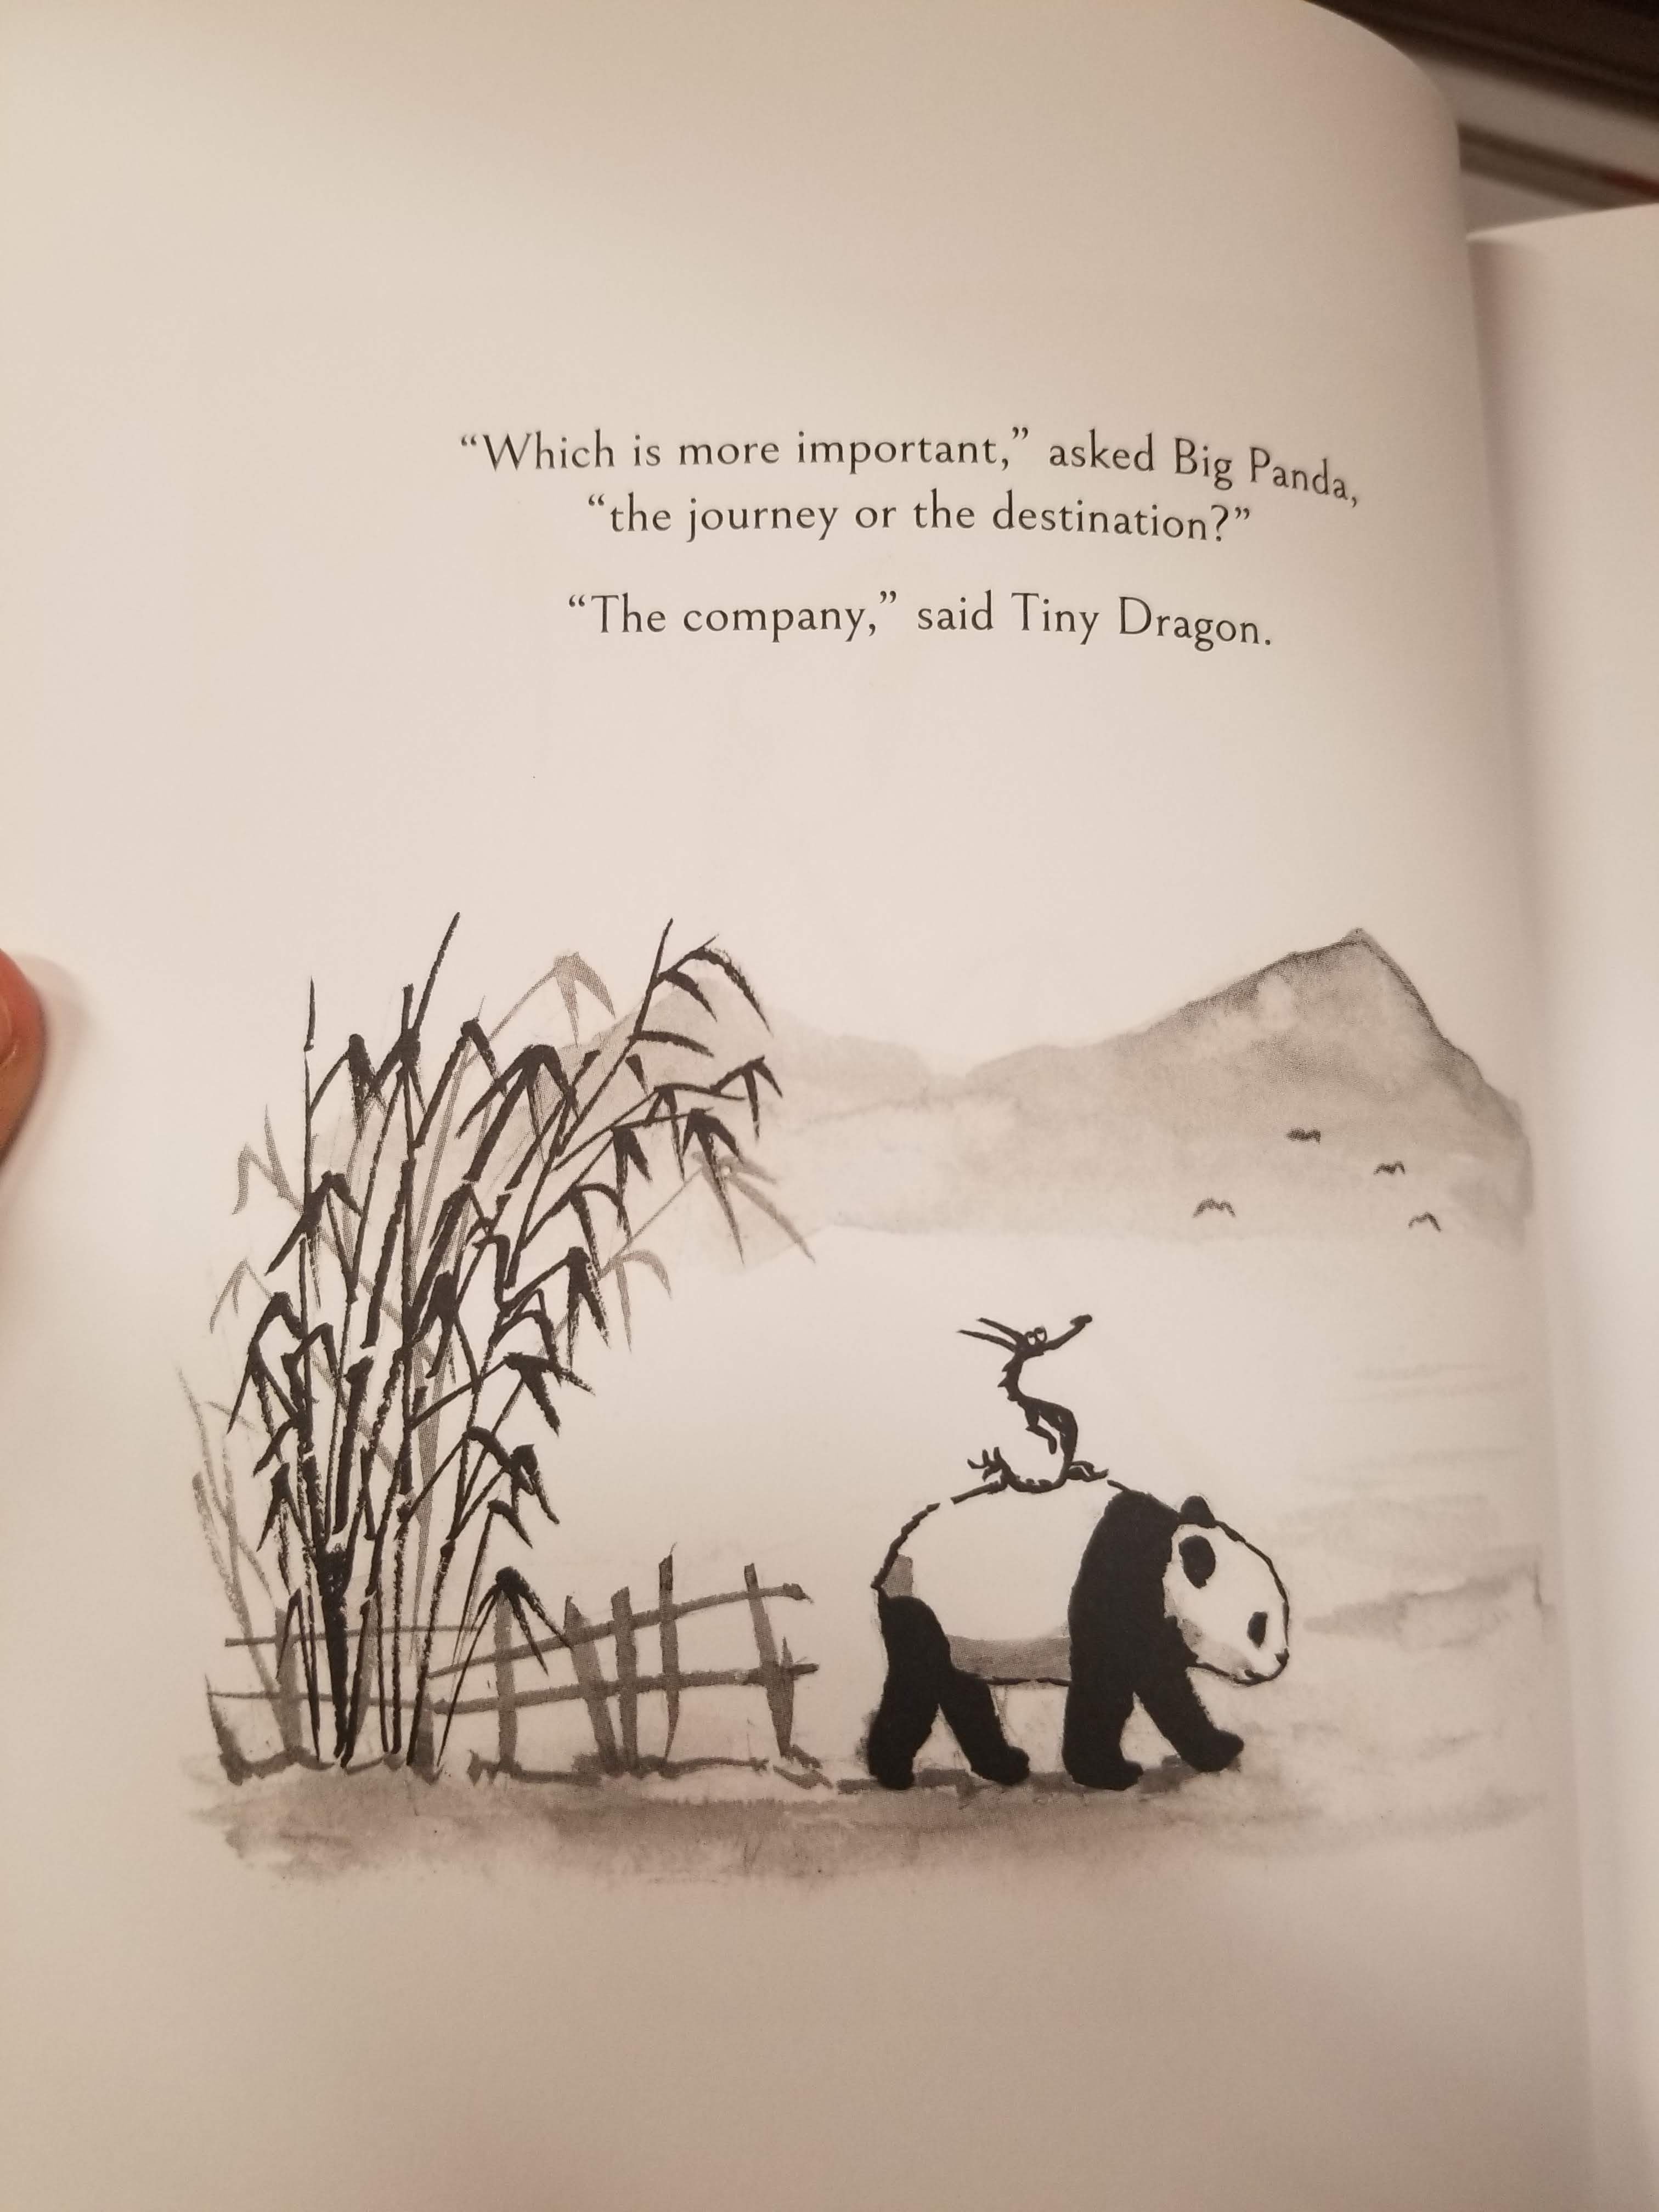 “Which is more important,” asked Big Panda,
“the journey or the destination?”
“The company,” said Tiny Dragon.